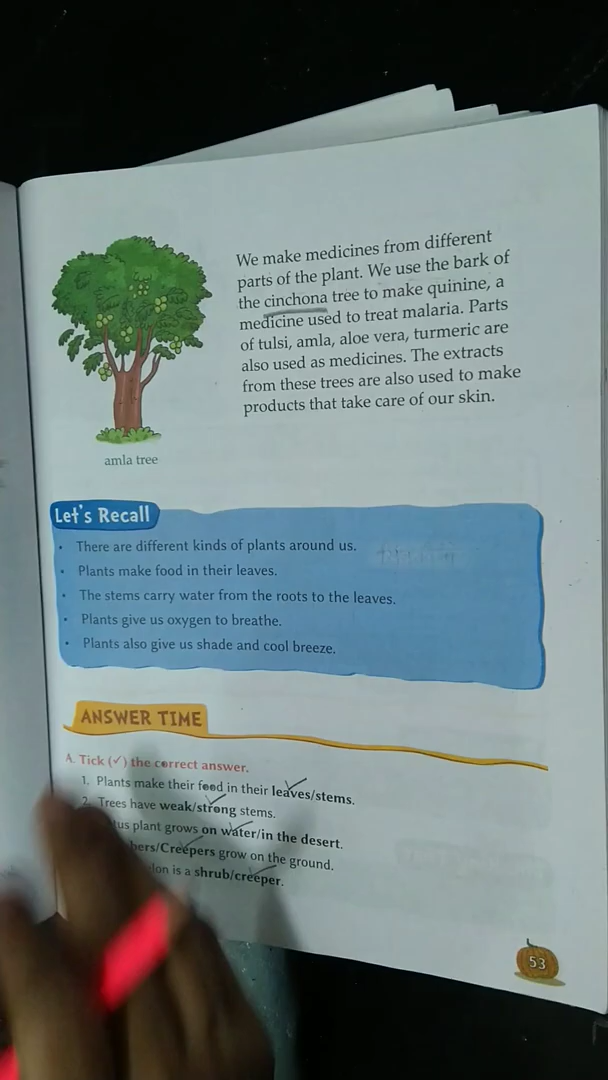 We make medicines from different
parts of the plant. We use the bark of
the cinchona tree to make quinine, a
medicine used to treat malaria. Parts
of tulsi, amla, aloe vera, turmeric are
also used as medicines. The extracts
from these trees are also used to make
products that take care of our skin.
amla tree
Let's Recall
• There are different kinds of plants around us.
• Plants make food in their leaves.
• The stems carry water from the roots to the leaves.
• Plants give us oxygen to breathe.
• Plants also give us shade and cool breeze.
ANSWER TIME
A. Tick (✓) the correct answer.
1. Plants make their food in their leaves/stems.
2. Trees have weak/strong stems.
plant grows on water/in the desert.
Creepers grow on the ground.
is a shrub/creeper.
53